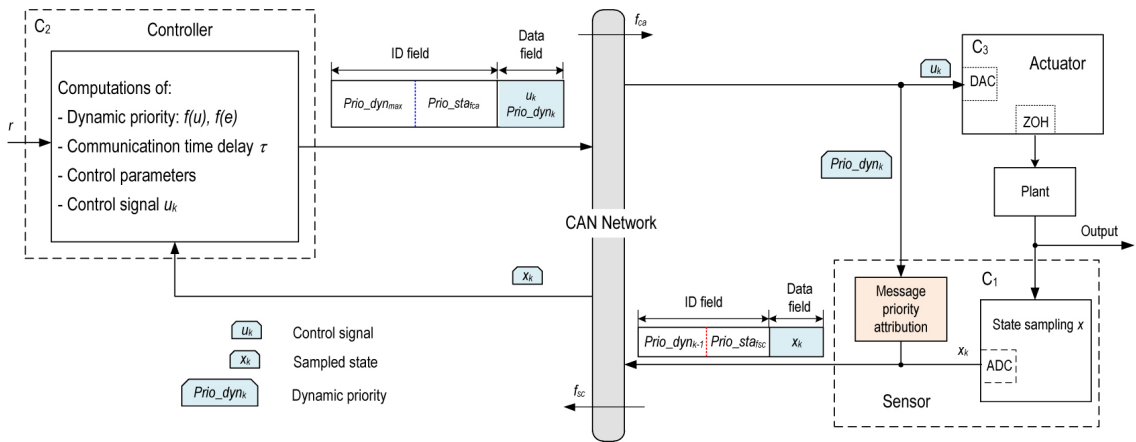 C2
Controller
Computations of:
- Dynamic priority: f(u), f(e)
- Communicatinon time delay τ
- Control parameters
- Control signal uk
r
ID field
Data field
Prio_dynmax
Prio_stafca
uk
Prio_dynk
fca
CAN Network
uk
C3
Actuator
DAC
ZOH
Prio_dynk
Plant
Output
xk
ID field
Data field
Prio_dynk-1
Prio_stafsc
xk
Message
priority
attribution
C1
State sampling x
xk
ADC
Sensor
fsc
uk
Control signal
xk
Sampled state
Prio_dynk
Dynamic priority